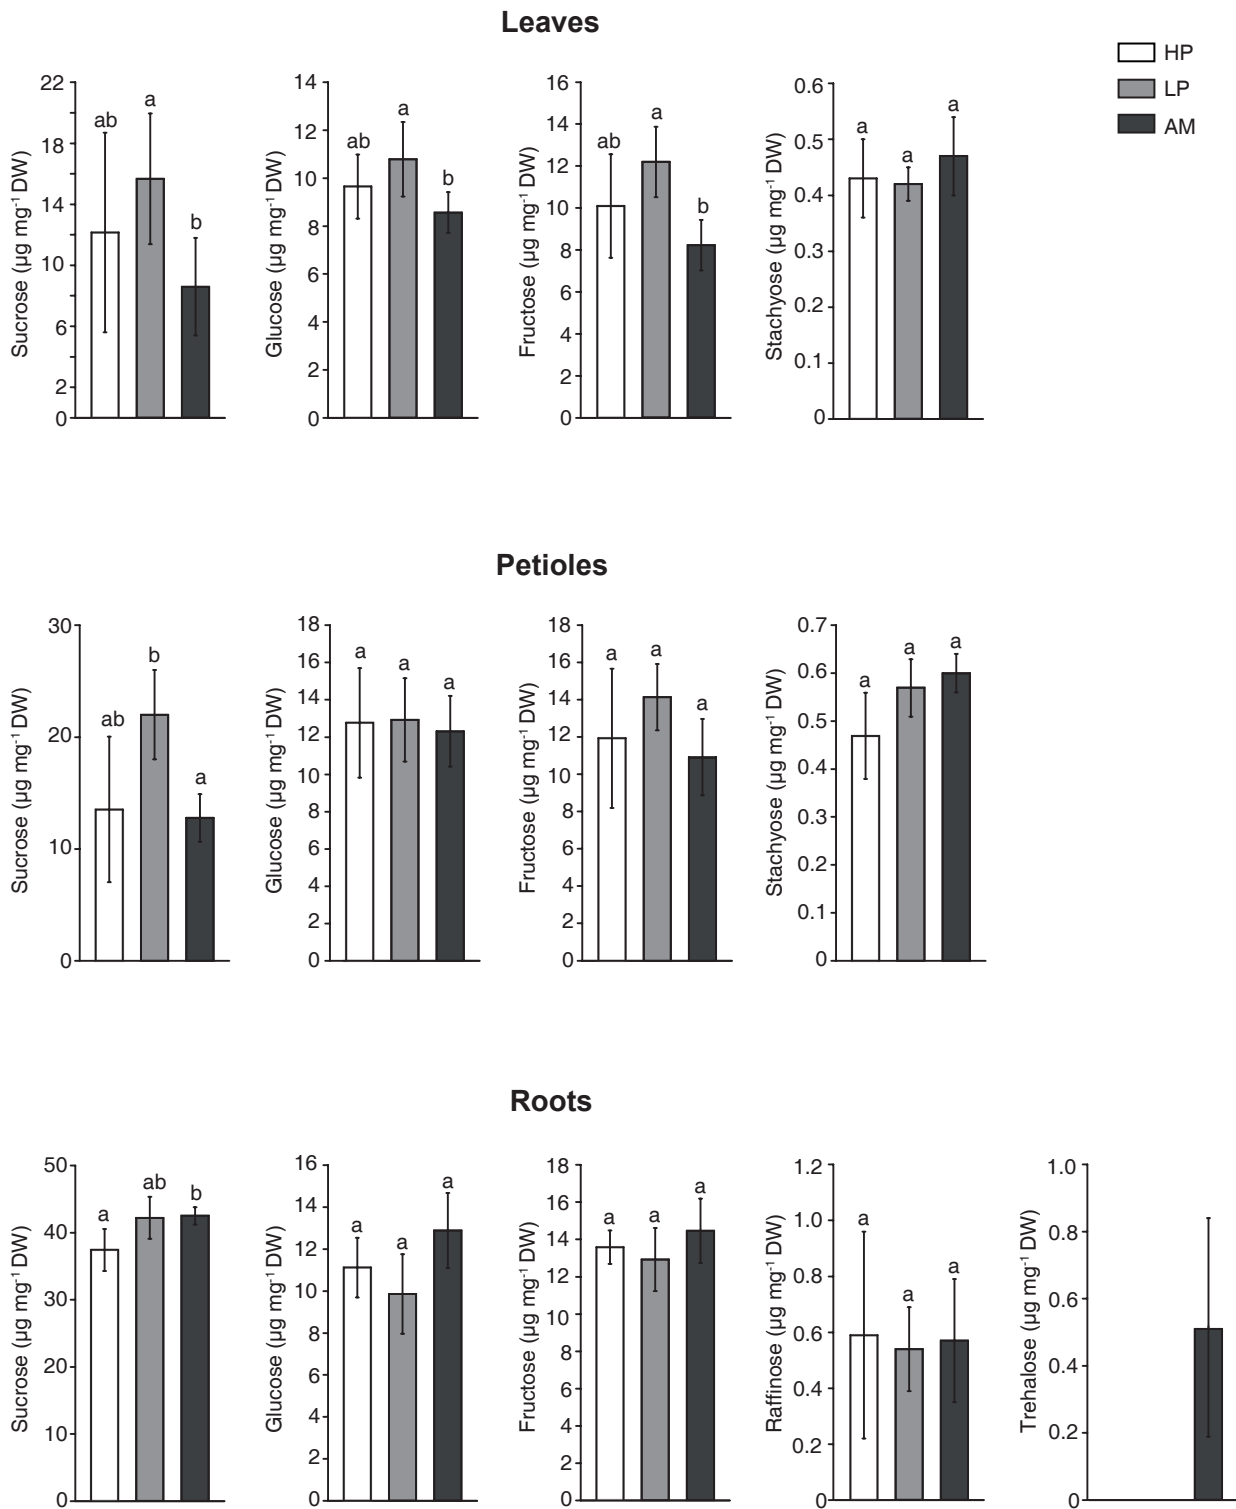 Leaves
HP
LP
AM
Sucrose (µg mg-1 DW)
22
18
14
10
6
2
0
ab
a
b
Glucose (µg mg-1 DW)
14
12
10
8
6
4
2
0
ab
a
b
Fructose (µg mg-1 DW)
16
14
12
10
8
6
4
2
0
ab
a
b
Stachyose (µg mg-1 DW)
0.6
0.5
0.4
0.3
0.2
0.1
0
a
a
a
Petioles
Sucrose (µg mg-1 DW)
30
20
10
0
ab
b
a
Glucose (µg mg-1 DW)
18
16
14
12
10
8
6
4
2
0
a
a
a
Fructose (µg mg-1 DW)
18
16
14
12
10
8
6
4
2
0
a
a
a
Stachyose (µg mg-1 DW)
0.7
0.6
0.5
0.4
0.3
0.2
0.1
0
a
a
a
Roots
Sucrose (µg mg-1 DW)
50
40
30
20
10
0
a
ab
b
Glucose (µg mg-1 DW)
16
14
12
10
8
6
4
2
0
a
a
a
Fructose (µg mg-1 DW)
18
16
14
12
10
8
6
4
2
0
a
a
a
Raffinose (µg mg-1 DW)
1.2
1.0
0.8
0.6
0.4
0.2
0
a
a
a
Trehalose (µg mg-1 DW)
1.0
0.8
0.6
0.4
0.2
0